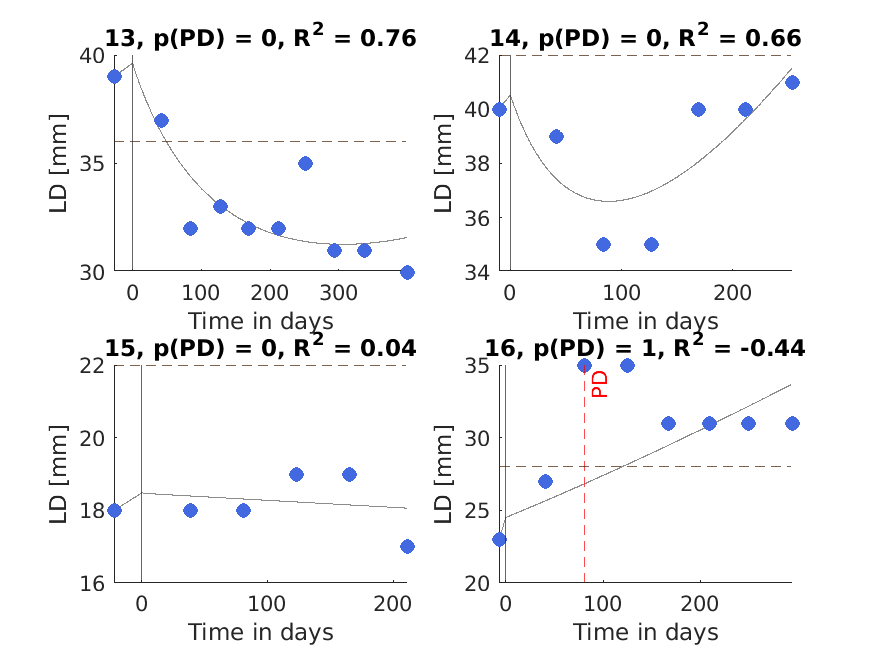 13, p(PD) = 0, R² = 0.76
40
35
30
LD [mm]
0 100 200 300
Time in days
14, p(PD) = 0, R² = 0.66
42
40
38
36
34
LD [mm]
0 100 200
Time in days
15, p(PD) = 0, R² = 0.04
22
20
18
16
LD [mm]
0 100 200
Time in days
16, p(PD) = 1, R² = -0.44
35
30
25
20
LD [mm]
PD
0 100 200
Time in days